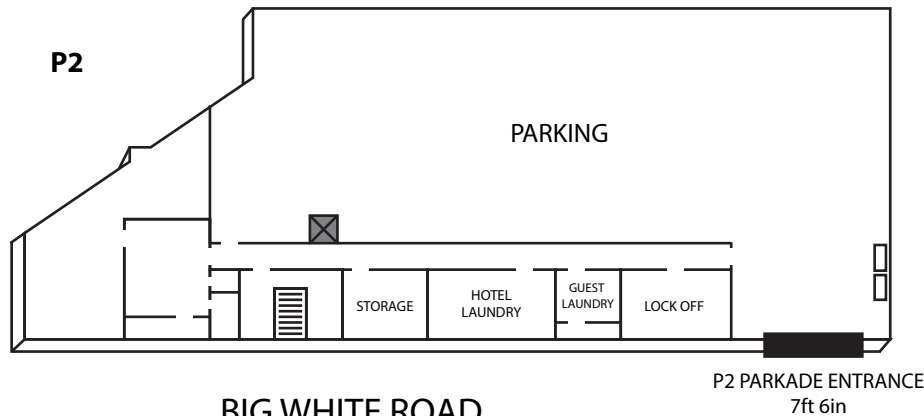 P2
PARKING
STORAGE
HOTEL
LAUNDRY
GUEST
LAUNDRY
LOCK OFF
P2 PARKADE ENTRANCE
7ft 6in
BIG WHITE ROAD